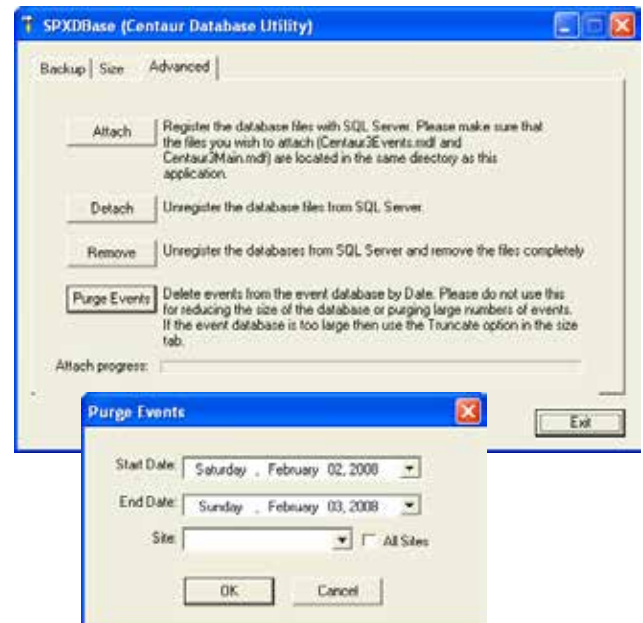 SPXDBase (Centaur Database Utility)
Backup Size Advanced
Attach
Register the database files with SQL Server. Please make sure that
the files you wish to attach (Centaur3Events.mdf and
Centaur3Main.mdf) are located in the same directory as this
application.
Detach
Unregister the database files from SQL Server.
Remove
Unregister the databases from SQL Server and remove the files completely
Purge Events
Delete events from the event database by Date. Please do not use this
for reducing the size of the database or purging large numbers of events.
If the event database is too large then use the Truncate option in the size
tab.
Attach progress:
Exit
Purge Events
Start Date: Saturday , February 02, 2008
End Date: Sunday , February 03, 2008
Site: All Sites
OK Cancel